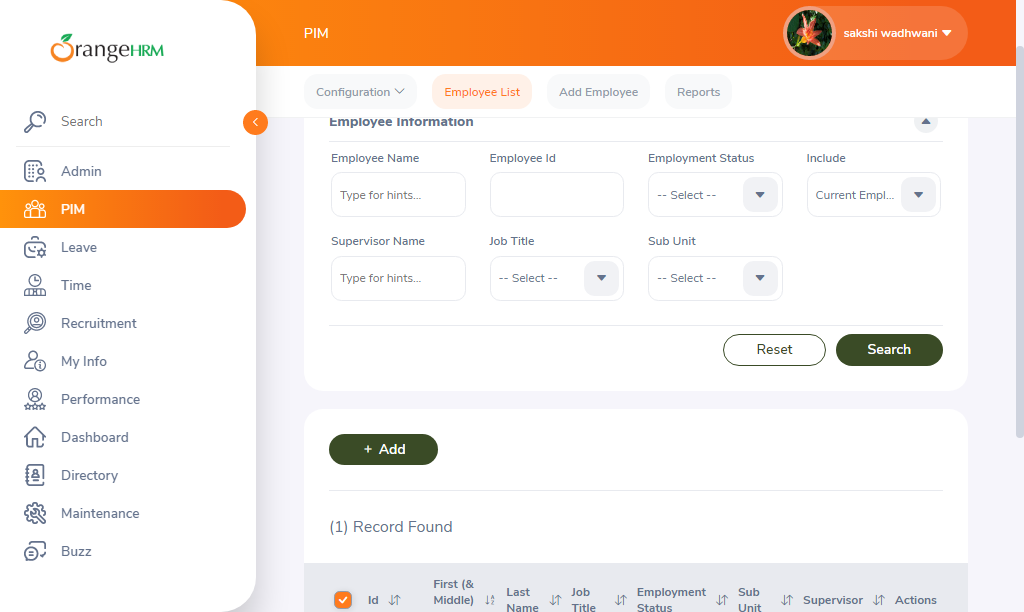 OrangeHRM
PIM
sakshi wadhwani
Configuration
Employee List
Add Employee
Reports
Search
Admin
PIM
Leave
Time
Recruitment
My Info
Performance
Dashboard
Directory
Maintenance
Buzz
Employee Information
Employee Name
Employee Id
Employment Status
Include
Type for hints...
-- Select --
Current Empl...
Supervisor Name
Job Title
Sub Unit
Type for hints...
-- Select --
-- Select --
Reset
Search
+ Add
(1) Record Found
Id
First (&
Middle)
Last
Name
Job
Title
Employment
Status
Sub
Unit
Supervisor
Actions